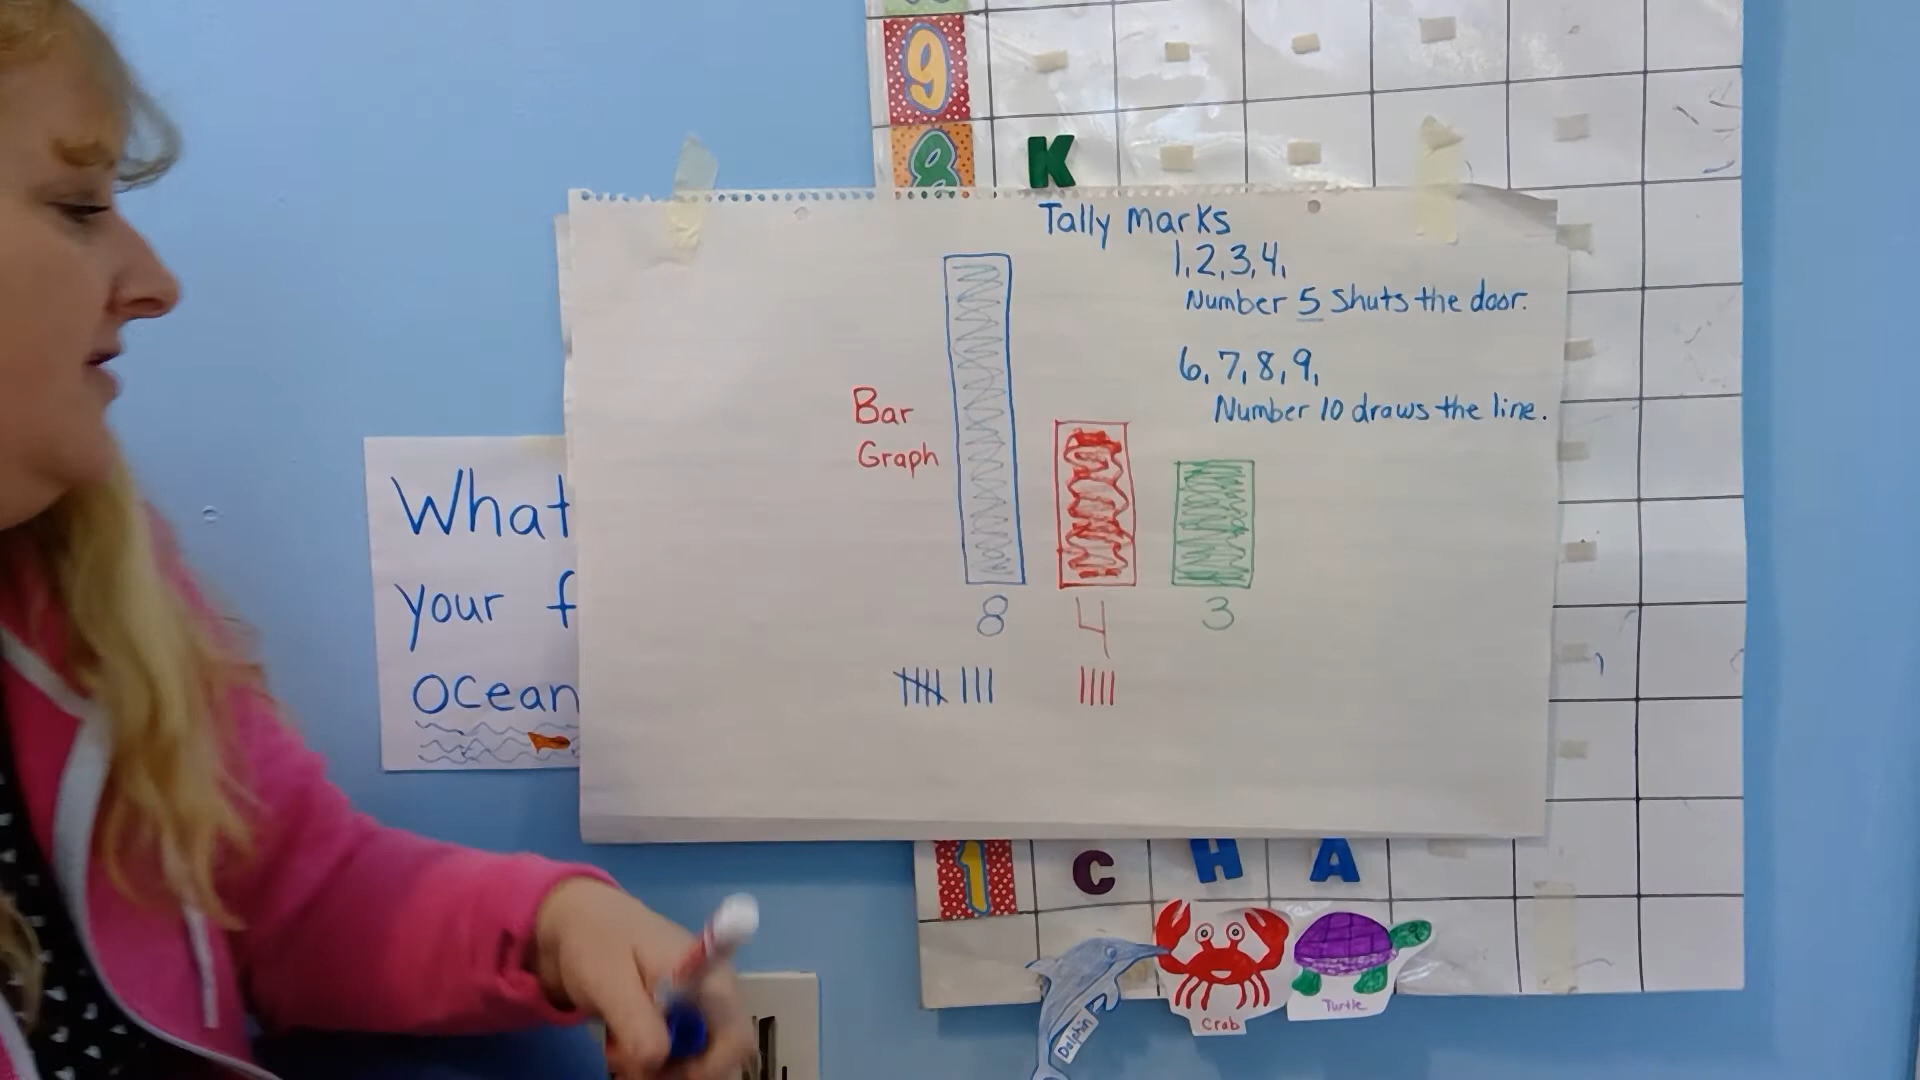 9
8 K
Tally marks
1, 2, 3, 4,
Number 5 shuts the door.
6, 7, 8, 9,
Number 10 draws the line.
Bar
Graph
8 4 3
What
your f
ocean
1 C H A
Dolphin
Crab
Turtle